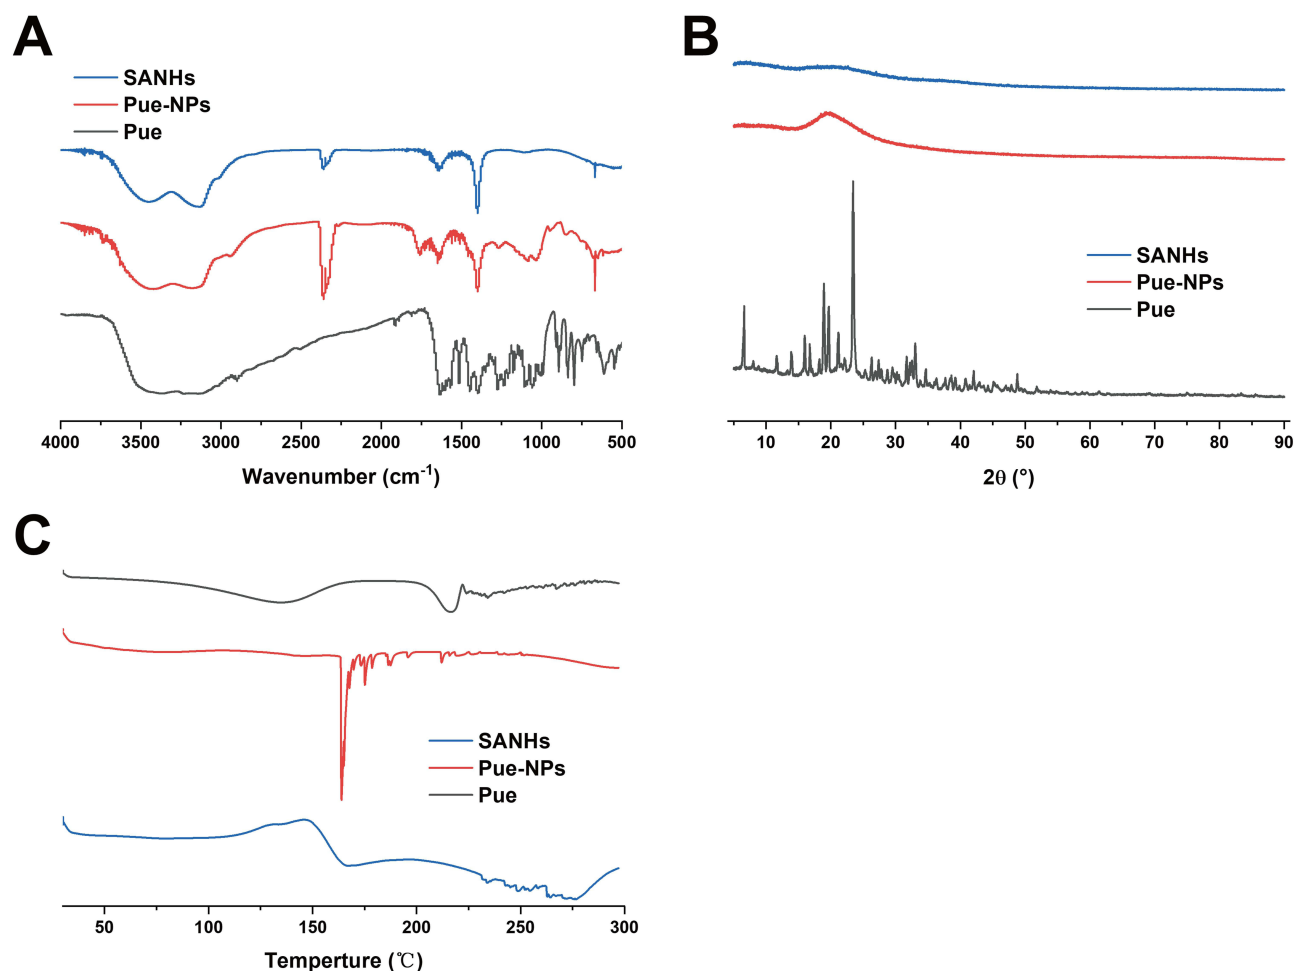 A
SANHs
Pue-NPs
Pue
4000 3500 3000 2500 2000 1500 1000 500
Wavenumber (cm-1)
B
SANHs
Pue-NPs
Pue
10 20 30 40 50 60 70 80 90
2θ (°)
C
SANHs
Pue-NPs
Pue
50 100 150 200 250 300
Temperture (℃)